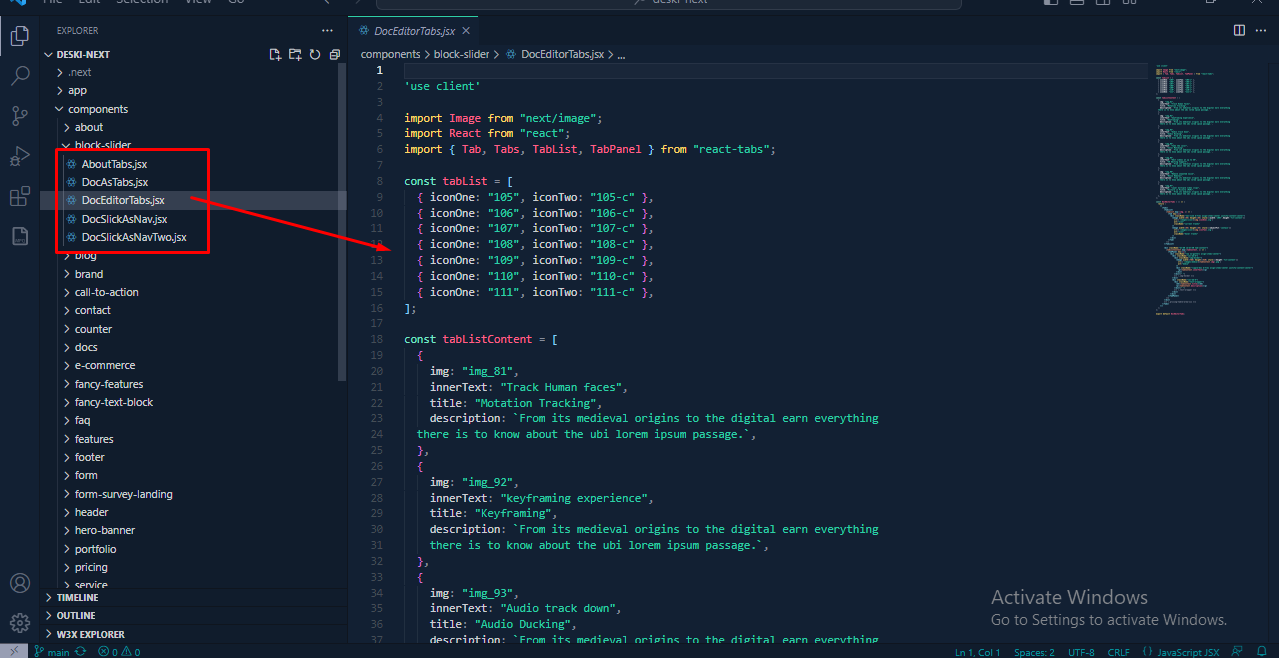 File Edit Selection View Go
deski-next
EXPLORER
DESKI-NEXT
.next
app
components
about
block-slider
AboutTabs.jsx
DocAsTabs.jsx
DocEditorTabs.jsx
DocSlickAsNav.jsx
DocSlickAsNavTwo.jsx
blog
brand
call-to-action
contact
counter
docs
e-commerce
fancy-features
fancy-text-block
faq
features
footer
form
form-survey-landing
header
hero-banner
portfolio
pricing
service
TIMELINE
OUTLINE
W3X EXPLORER
DocEditorTabs.jsx
components > block-slider > DocEditorTabs.jsx > ...
1
2 'use client'
3
4 import Image from "next/image";
5 import React from "react";
6 import { Tab, Tabs, TabList, TabPanel } from "react-tabs";
7
8 const tabList = [
9 { iconOne: "105", iconTwo: "105-c" },
10 { iconOne: "106", iconTwo: "106-c" },
11 { iconOne: "107", iconTwo: "107-c" },
12 { iconOne: "108", iconTwo: "108-c" },
13 { iconOne: "109", iconTwo: "109-c" },
14 { iconOne: "110", iconTwo: "110-c" },
15 { iconOne: "111", iconTwo: "111-c" },
16 ];
17
18 const tabListContent = [
19 {
20 img: "img_81",
21 innerText: "Track Human faces",
22 title: "Motation Tracking",
23 description: `From its medieval origins to the digital earn everything
24 there is to know about the ubi lorem ipsum passage.`,
25 },
26 {
27 img: "img_92",
28 innerText: "keyframing experience",
29 title: "Keyframing",
30 description: `From its medieval origins to the digital earn everything
31 there is to know about the ubi lorem ipsum passage.`,
32 },
33 {
34 img: "img_93",
35 innerText: "Audio track down",
36 title: "Audio Ducking",
37 description: `From its medieval origins to the digital earn everything
Activate Windows
Go to Settings to activate Windows.
main 0 0 Ln 1, Col 1 Spaces: 2 UTF-8 CRLF {} JavaScript JSX